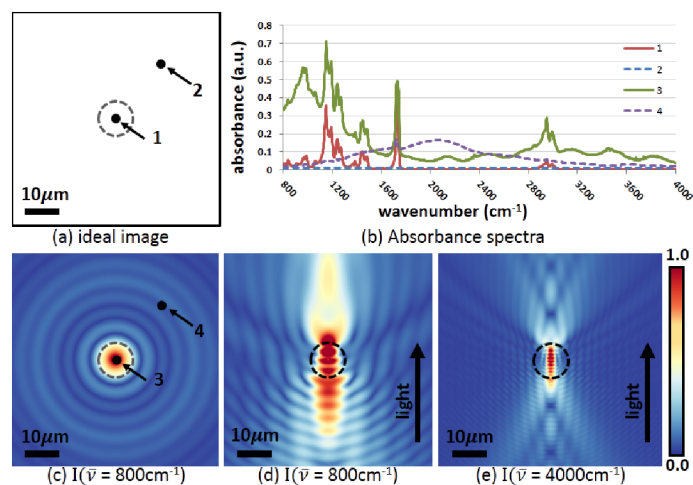 2
1
10μm
(a) ideal image
absorbance (a.u.)
0.8
0.7
0.6
0.5
0.4
0.3
0.2
0.1
0
800
1200
1600
2000
2400
2800
3200
3600
4000
1
2
3
4
wavenumber (cm⁻¹)
(b) Absorbance spectra
4
3
10μm
(c) I(ν̄ = 800cm⁻¹)
light
10μm
(d) I(ν̄ = 800cm⁻¹)
light
10μm
(e) I(ν̄ = 4000cm⁻¹)
1.0
0.0